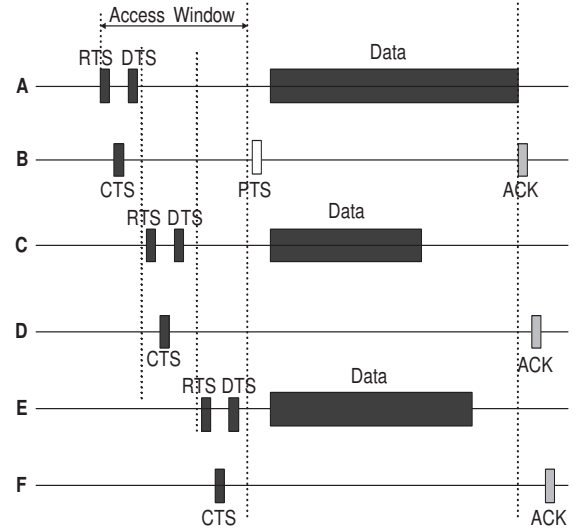 Access Window
RTS DTS
Data
A
B
CTS
PTS
ACK
RTS DTS
Data
C
D
CTS
ACK
RTS DTS
Data
E
F
CTS
ACK